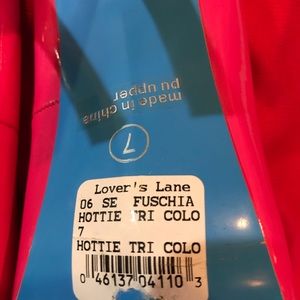 made in china
pu upper
7
Lover's Lane
06 SE FUSCHIA
HOTTIE TRI COLO
7
HOTTIE TRI COLO
0 46137 04110 3